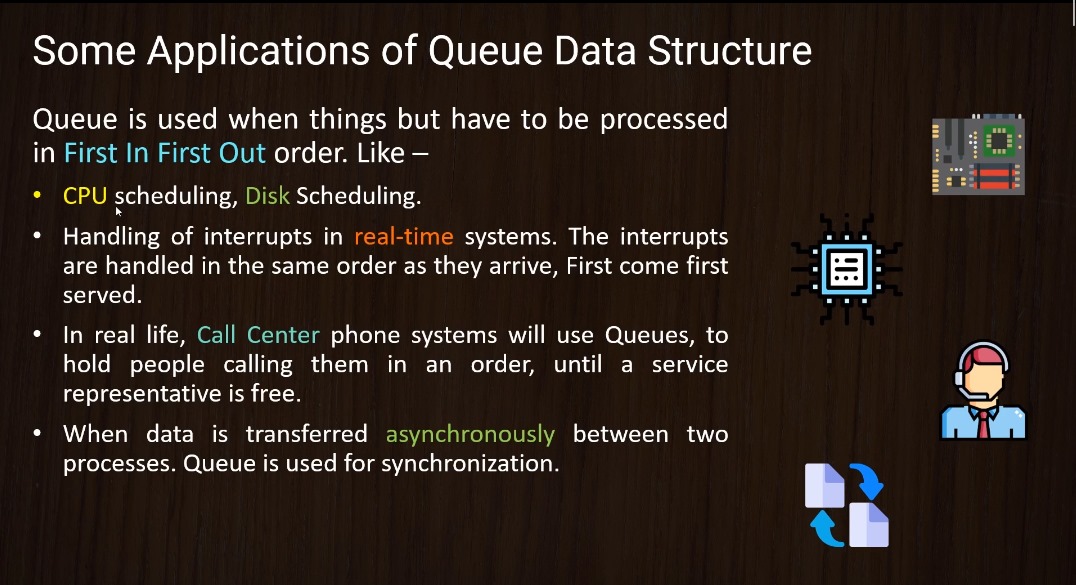 Some Applications of Queue Data Structure
Queue is used when things but have to be processed
in First In First Out order. Like –
• CPU scheduling, Disk Scheduling.
• Handling of interrupts in real-time systems. The interrupts
are handled in the same order as they arrive, First come first
served.
• In real life, Call Center phone systems will use Queues, to
hold people calling them in an order, until a service
representative is free.
• When data is transferred asynchronously between two
processes. Queue is used for synchronization.